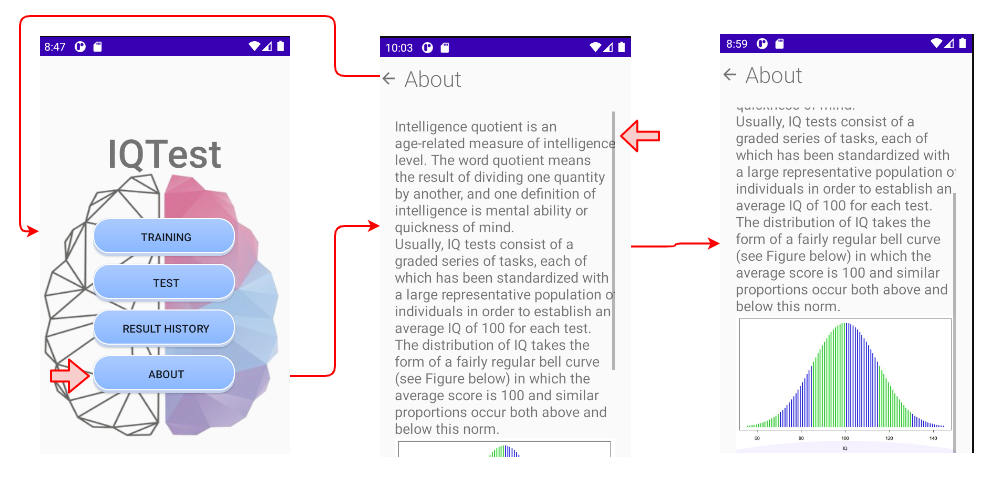 8:47
IQTest
TRAINING
TEST
RESULT HISTORY
ABOUT
10:03
About
Intelligence quotient is an
age-related measure of intelligence
level. The word quotient means
the result of dividing one quantity
by another, and one definition of
intelligence is mental ability or
quickness of mind.
Usually, IQ tests consist of a
graded series of tasks, each of
which has been standardized with
a large representative population of
individuals in order to establish an
average IQ of 100 for each test.
The distribution of IQ takes the
form of a fairly regular bell curve
(see Figure below) in which the
average score is 100 and similar
proportions occur both above and
below this norm.
8:59
About
quickness of mind.
Usually, IQ tests consist of a
graded series of tasks, each of
which has been standardized with
a large representative population of
individuals in order to establish an
average IQ of 100 for each test.
The distribution of IQ takes the
form of a fairly regular bell curve
(see Figure below) in which the
average score is 100 and similar
proportions occur both above and
below this norm.
60 80 100 120 140
IQ